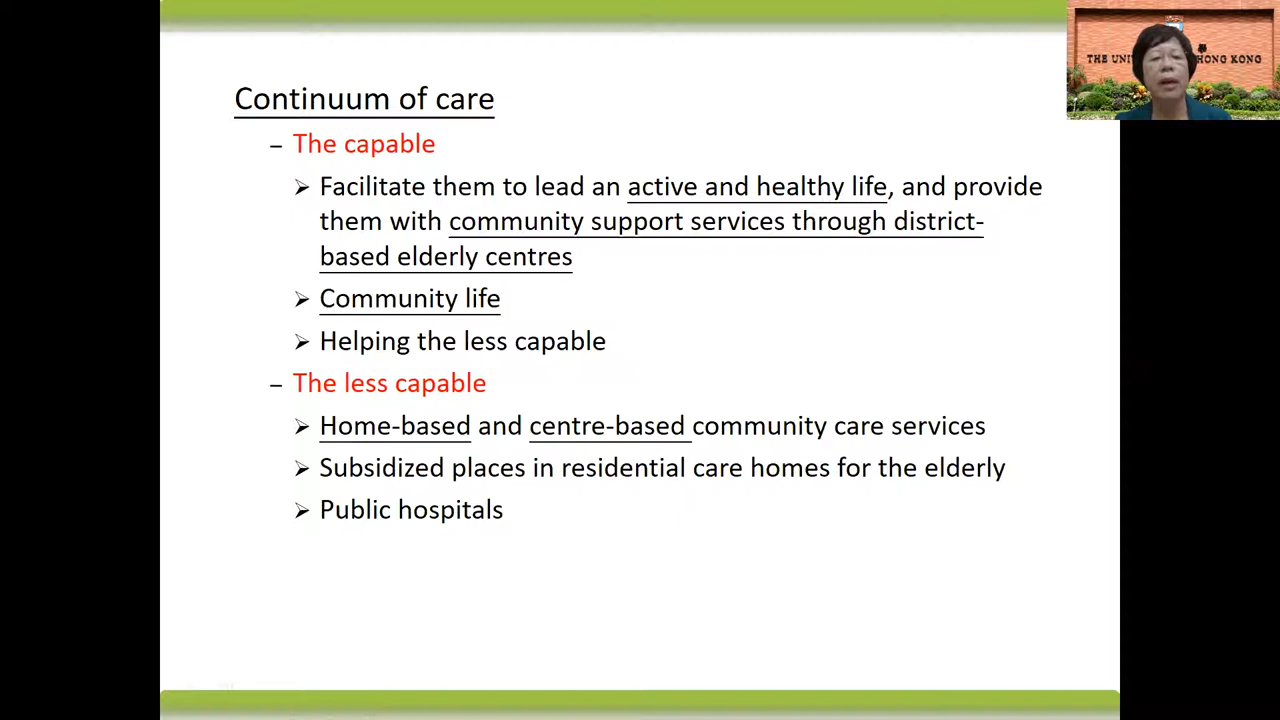 Continuum of care
– The capable
➢ Facilitate them to lead an active and healthy life, and provide
them with community support services through district-
based elderly centres
➢ Community life
➢ Helping the less capable
– The less capable
➢ Home-based and centre-based community care services
➢ Subsidized places in residential care homes for the elderly
➢ Public hospitals
THE UNI HONG KONG